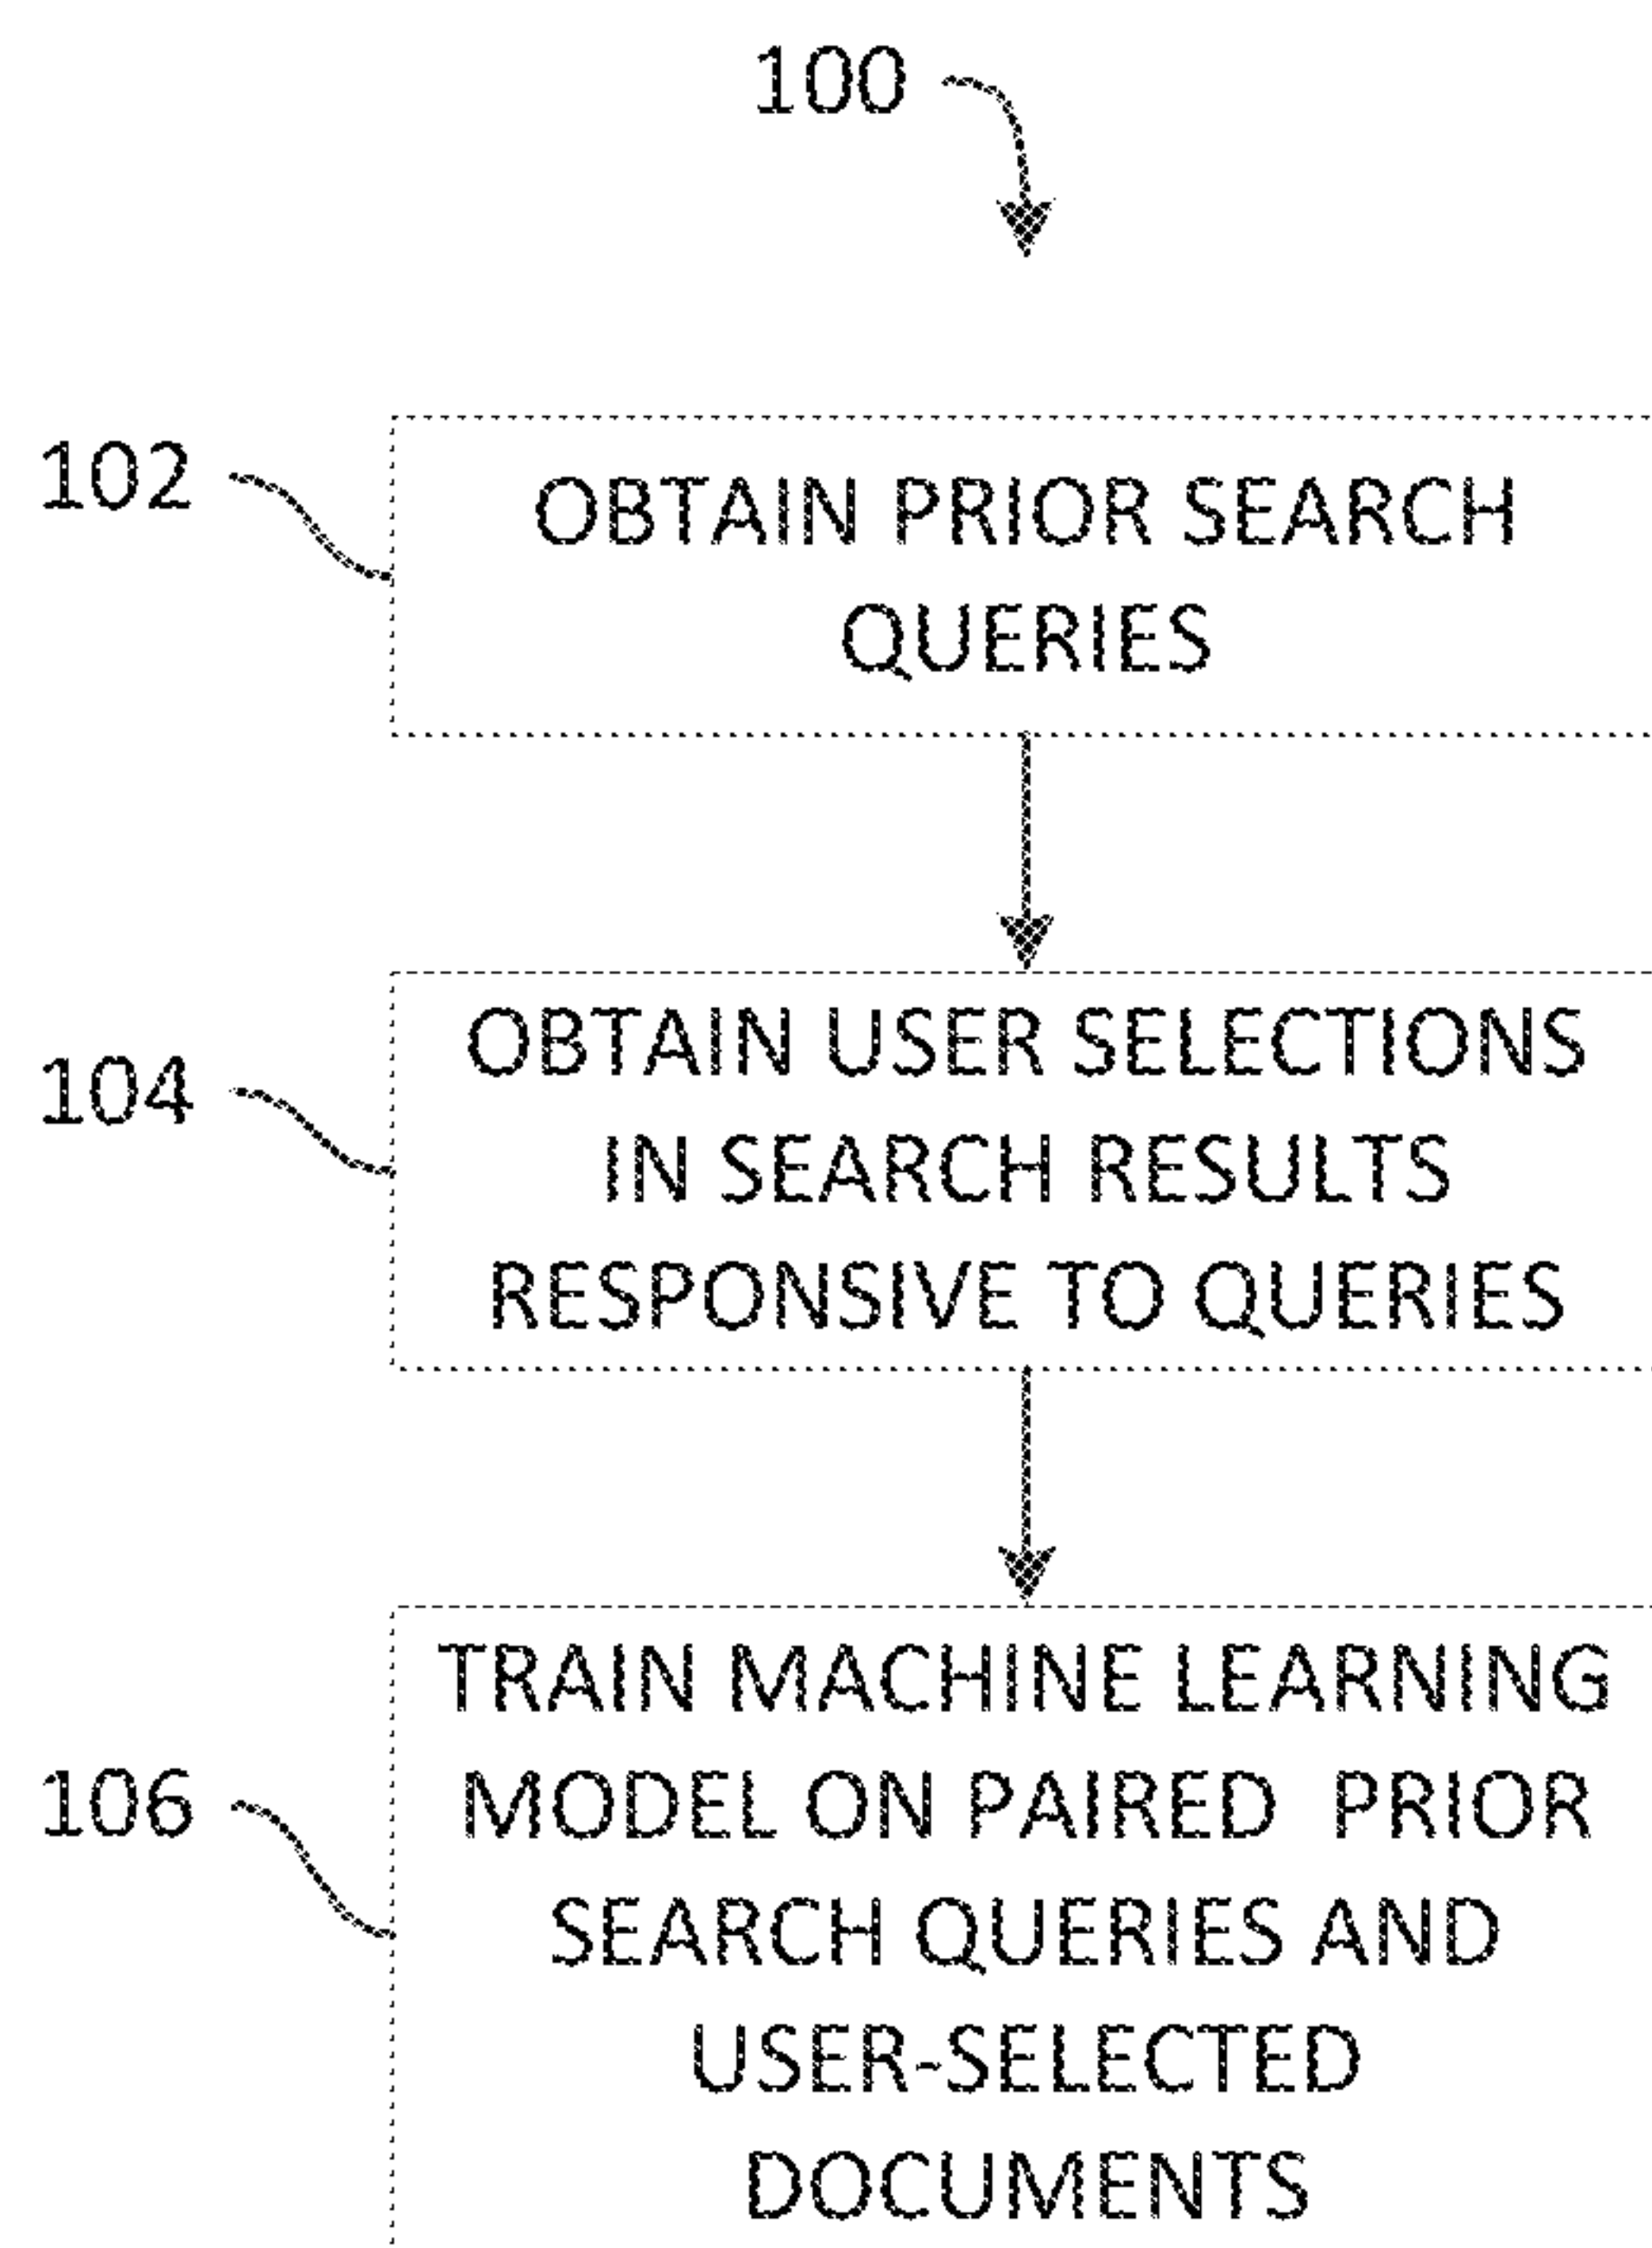 100
102
OBTAIN PRIOR SEARCH
QUERIES
104
OBTAIN USER SELECTIONS
IN SEARCH RESULTS
RESPONSIVE TO QUERIES
106
TRAIN MACHINE LEARNING
MODEL ON PAIRED  PRIOR
SEARCH QUERIES AND
USER-SELECTED
DOCUMENTS